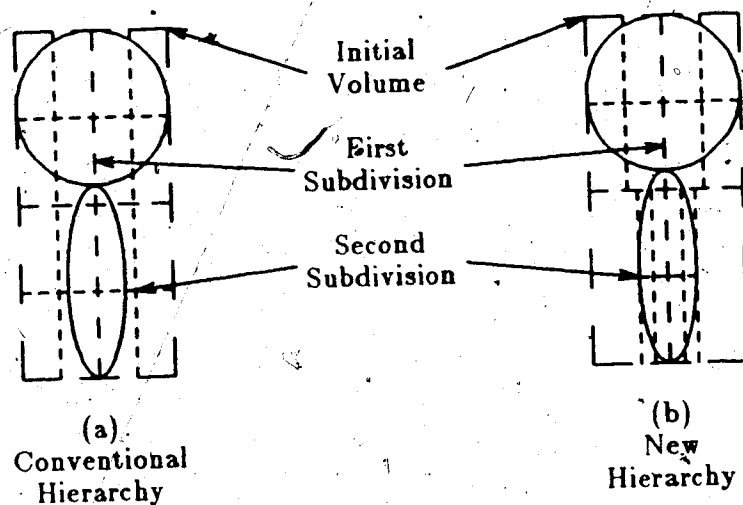 Initial
Volume
First
Subdivision
Second
Subdivision
(a)
Conventional
Hierarchy
(b)
New
Hierarchy